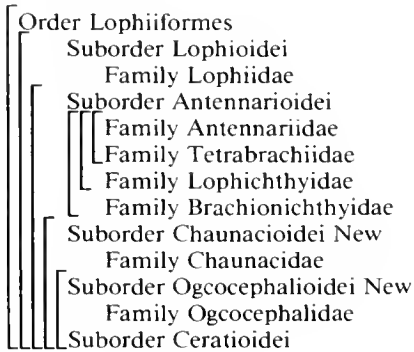 Order Lophiiformes
Suborder Lophioidei
Family Lophiidae
Suborder Antennarioidei
Family Antennariidae
Family Tetrabrachiidae
Family Lophichthyidae
Family Brachionichthyidae
Suborder Chaunacioidei New
Family Chaunacidae
Suborder Ogcocephalioidei New
Family Ogcocephalidae
Suborder Ceratioidei